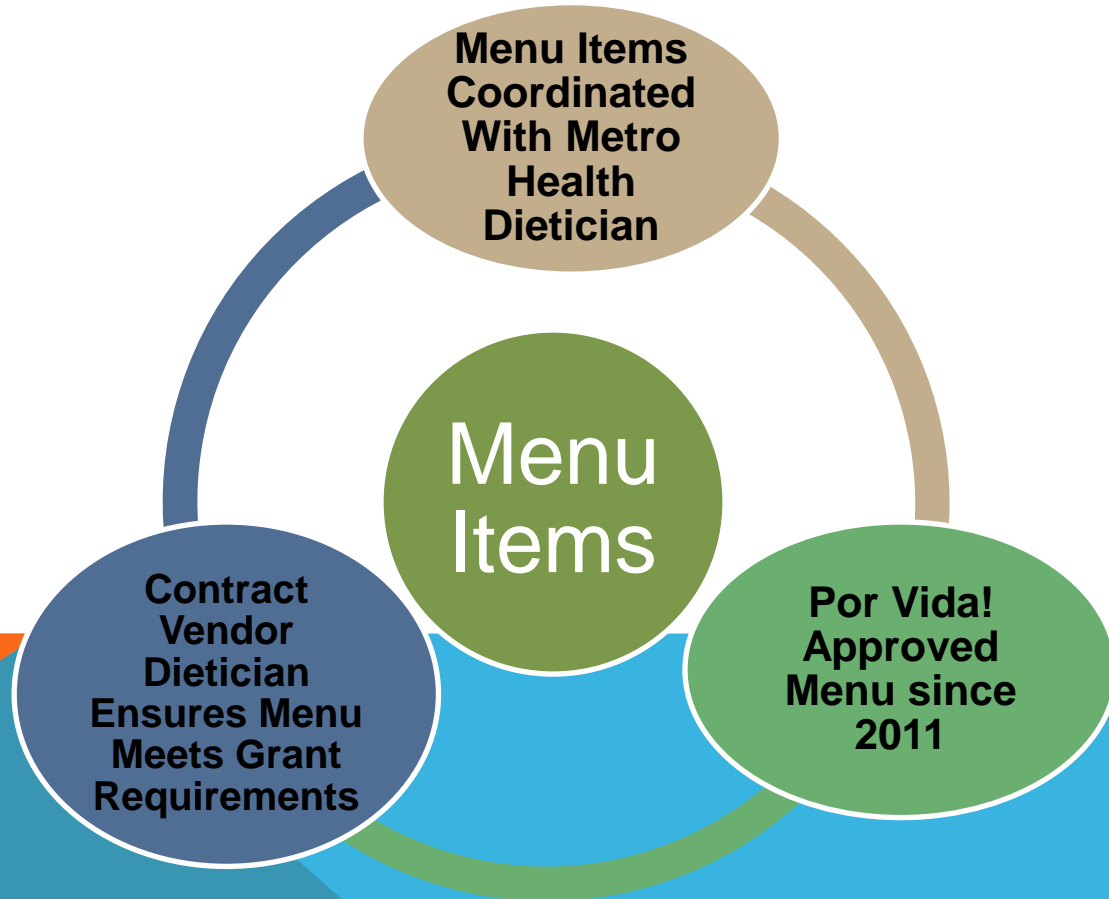 Menu Items
Coordinated
With Metro
Health
Dietician
Menu
Items
Contract
Vendor
Dietician
Ensures Menu
Meets Grant
Requirements
Por Vida!
Approved
Menu since
2011